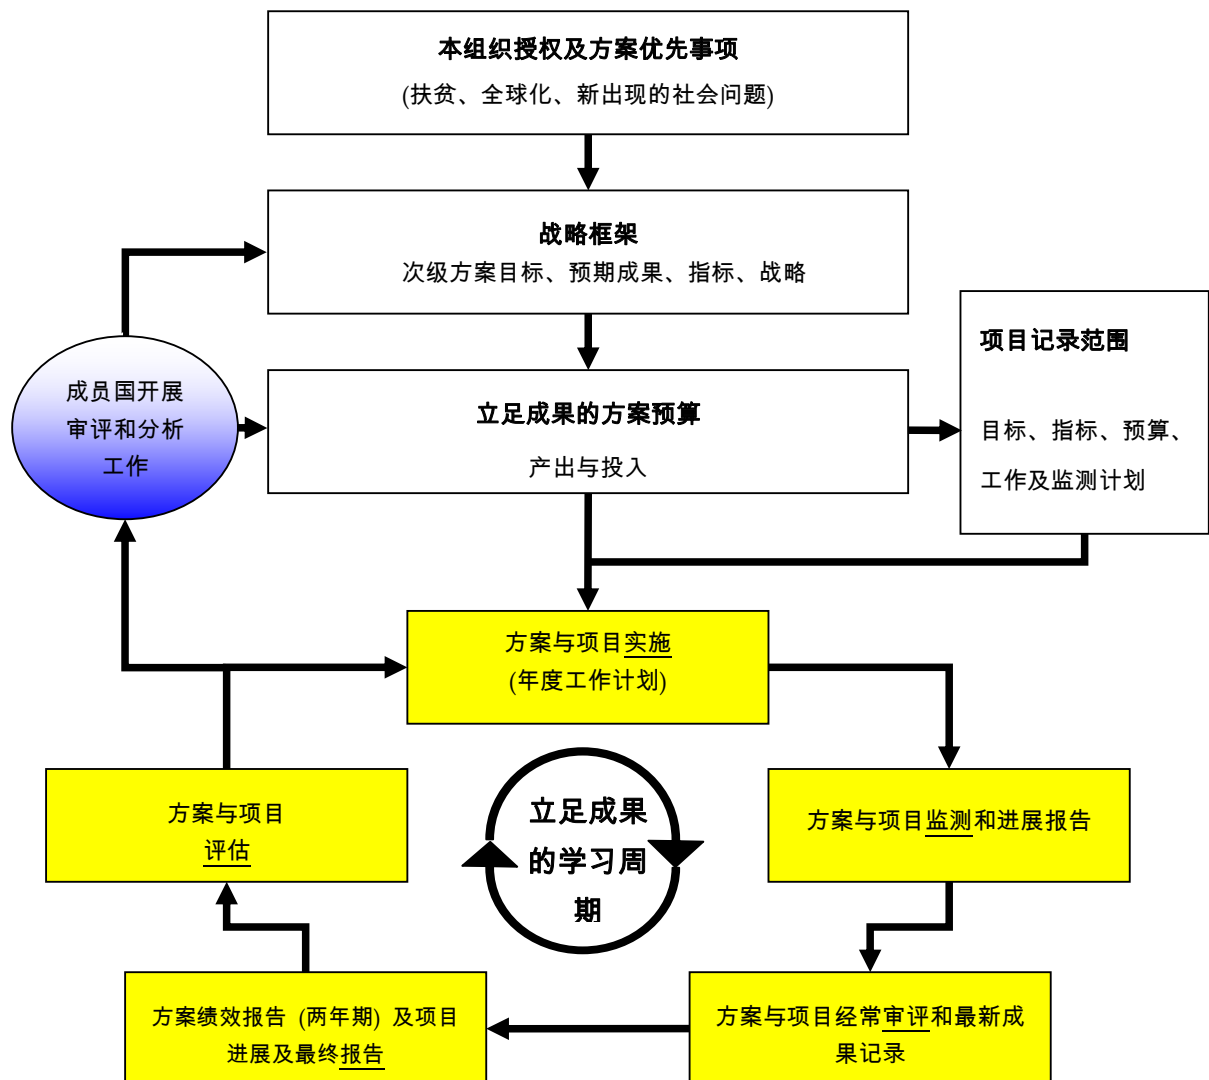 本组织授权及方案优先事项
(扶贫、全球化、新出现的社会问题)
战略框架
次级方案目标、预期成果、指标、战略
项目记录范围
目标、指标、预算、
工作及监测计划
成员国开展
审评和分析
工作
立足成果的方案预算
产出与投入
方案与项目实施
(年度工作计划)
方案与项目
评估
立足成果
的学习周
期
方案与项目监测和进展报告
方案绩效报告 (两年期) 及项目
进展及最终报告
方案与项目经常审评和最新成
果记录